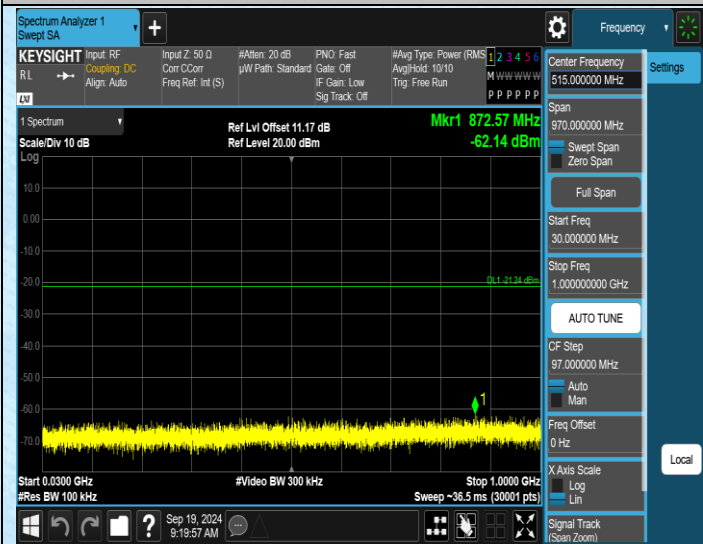 Spectrum Analyzer 1
Swept SA
+
Frequency
KEYSIGHT
RL
LXI
Input: RF
Coupling: DC
Align: Auto
Input Z: 50 Ω
Corr CCorr
Freq Ref: Int (S)
#Atten: 20 dB
µW Path: Standard
PNO: Fast
Gate: Off
IF Gain: Low
Sig Track: Off
#Avg Type: Power (RMS
Avg|Hold: 10/10
Trig: Free Run
1 2 3 4 5 6
M W W W W W
P P P P P P
1 Spectrum
Scale/Div 10 dB
Log
Ref Lvl Offset 11.17 dB
Ref Level 20.00 dBm
Mkr1 872.57 MHz
-62.14 dBm
10.0
0.00
-10.0
-20.0
DL1 -21.24 dBm
-30.0
-40.0
-50.0
-60.0
1
-70.0
Start 0.0300 GHz
#Res BW 100 kHz
#Video BW 300 kHz
Stop 1.0000 GHz
Sweep ~36.5 ms (30001 pts)
?
Sep 19, 2024
9:19:57 AM
Center Frequency
515.000000 MHz
Span
970.000000 MHz
Swept Span
Zero Span
Full Span
Start Freq
30.000000 MHz
Stop Freq
1.000000000 GHz
AUTO TUNE
CF Step
97.000000 MHz
Auto
Man
Freq Offset
0 Hz
X Axis Scale
Log
Lin
Signal Track
(Span Zoom)
Settings
Local